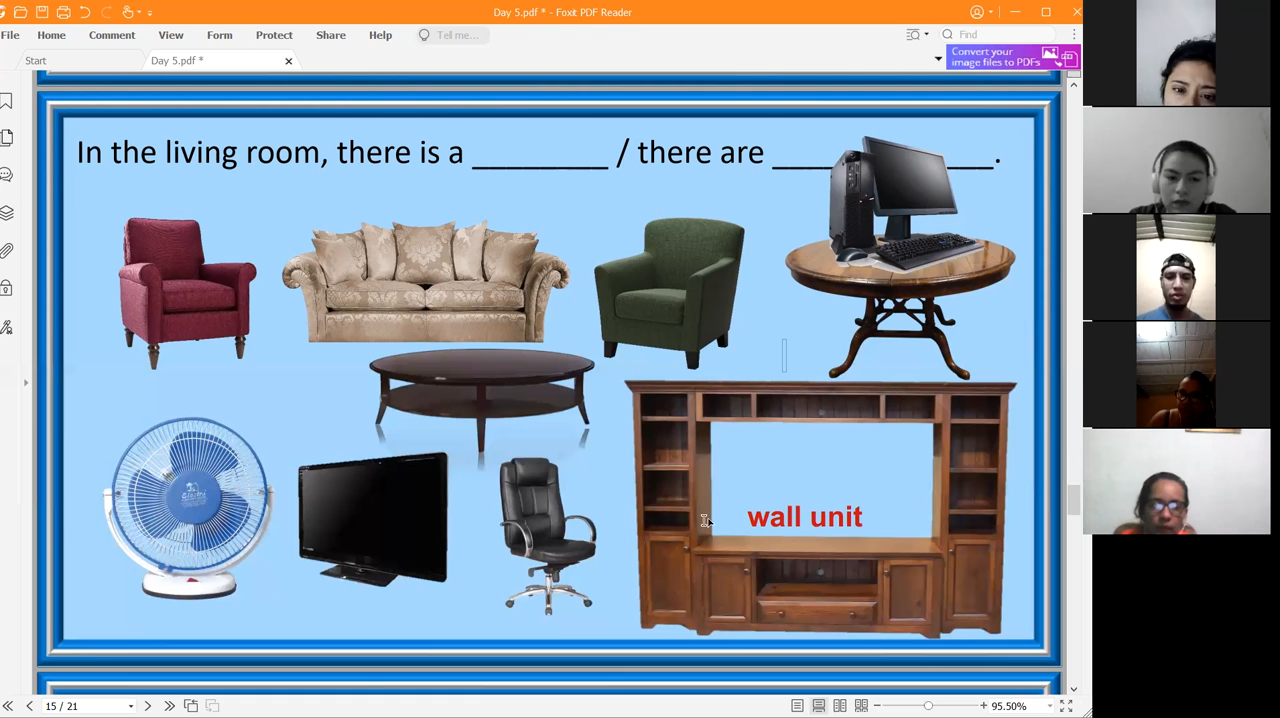 Day 5.pdf * - Foxit PDF Reader
File Home Comment View Form Protect Share Help Tell me... Find
Start Day 5.pdf *
Convert your
image files to PDFs
In the living room, there is a ________ / there are _____________.
wall unit
15 / 21
95.50%